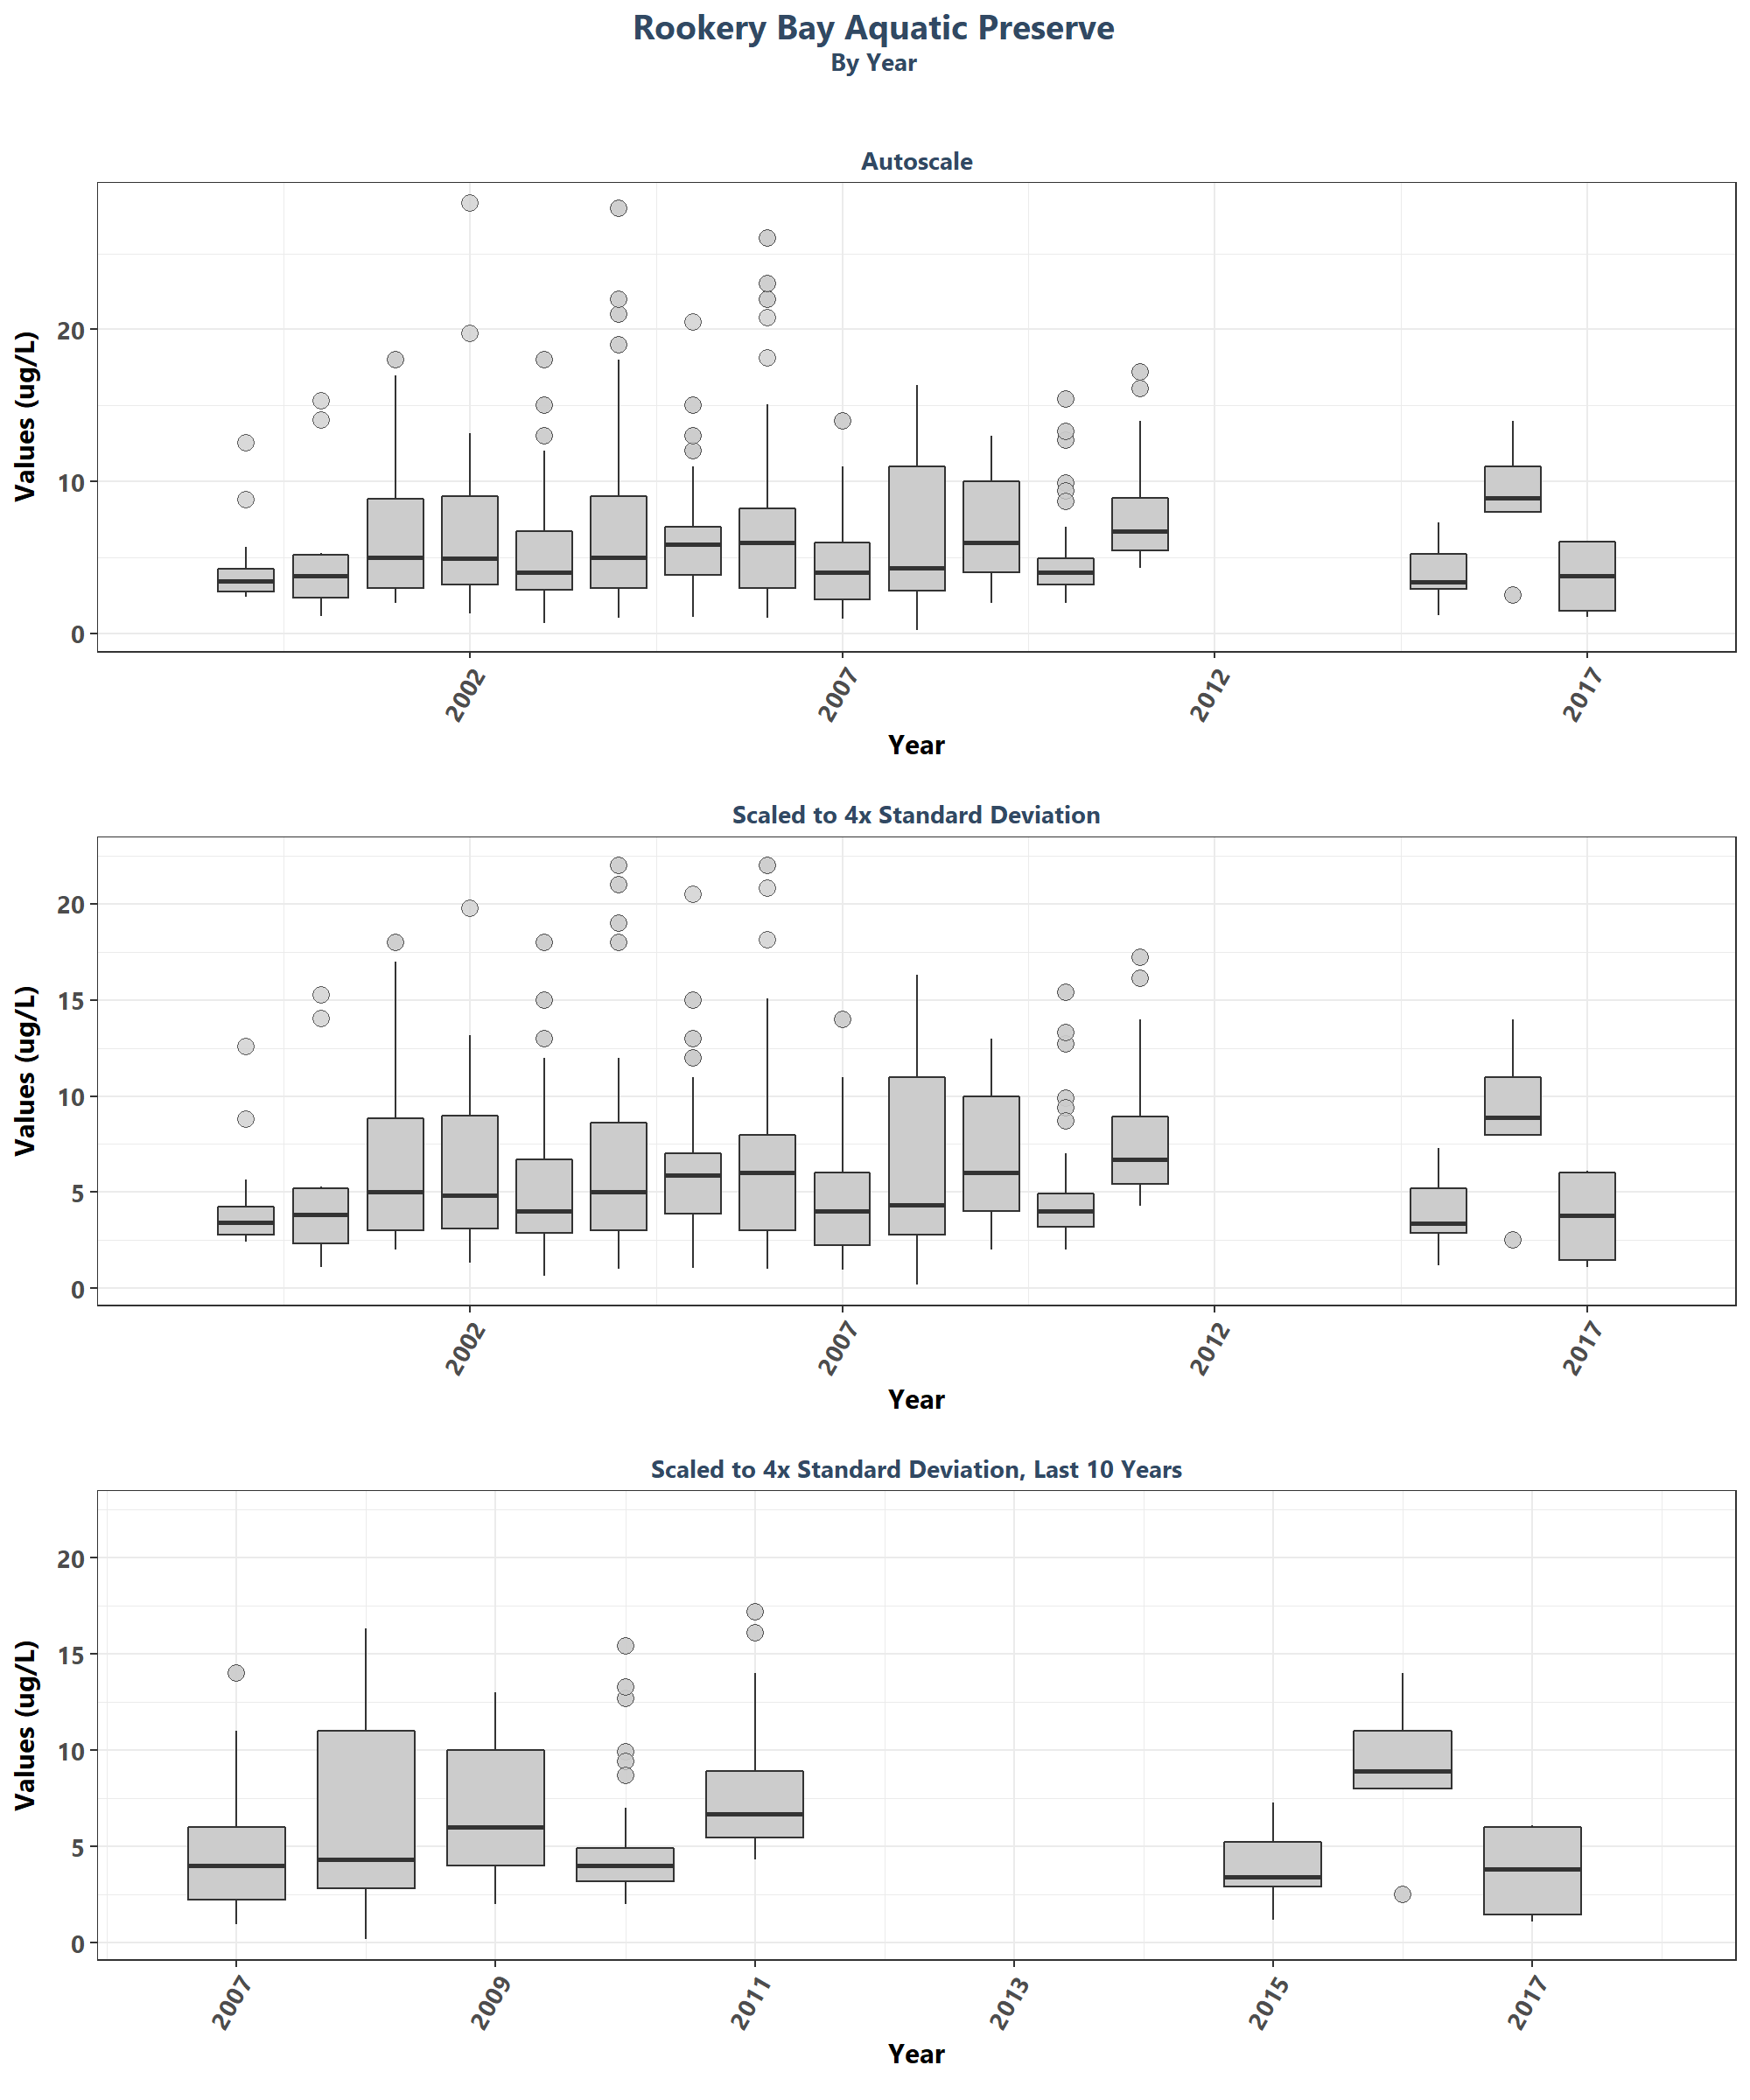 Rookery Bay Aquatic Preserve
By Year
Autoscale
Values (ug/L)
20
10
0
2002
2007
2012
2017
Year
Scaled to 4x Standard Deviation
Values (ug/L)
20
15
10
5
0
2002
2007
2012
2017
Year
Scaled to 4x Standard Deviation, Last 10 Years
Values (ug/L)
20
15
10
5
0
2007
2009
2011
2013
2015
2017
Year